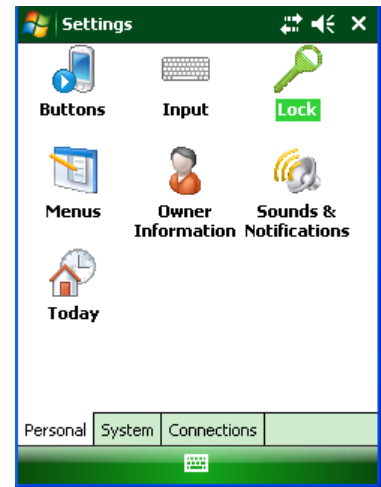 Settings
Buttons Input Lock
Menus Owner Information Sounds & Notifications
Today
Personal System Connections